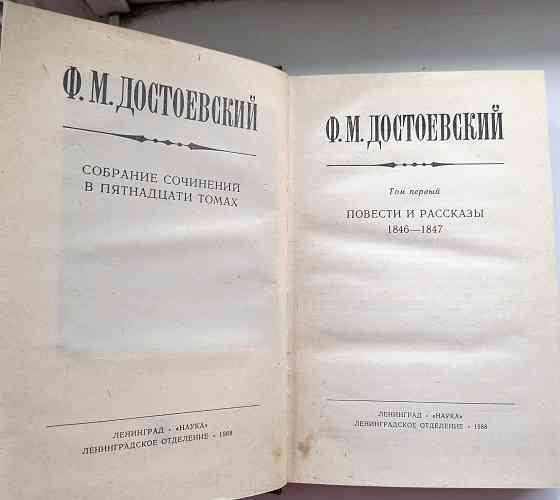 Ф. М. ДОСТОЕВСКИЙ
СОБРАНИЕ СОЧИНЕНИЙ
В ПЯТНАДЦАТИ ТОМАХ
ЛЕНИНГРАД • «НАУКА»
ЛЕНИНГРАДСКОЕ ОТДЕЛЕНИЕ • 1988
Ф. М. ДОСТОЕВСКИЙ
Том первый
ПОВЕСТИ И РАССКАЗЫ
1846—1847
ЛЕНИНГРАД • «НАУКА»
ЛЕНИНГРАДСКОЕ ОТДЕЛЕНИЕ • 1988